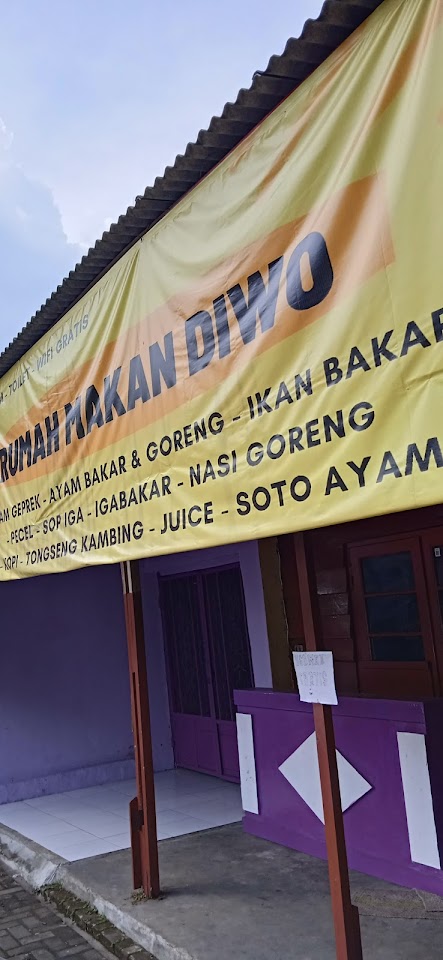 - TOILET - WIFI GRATIS
RUMAH MAKAN DIWO
GEPREK - AYAM BAKAR & GORENG - IKAN BAKAR
- PECEL - SOP IGA - IGABAKAR - NASI GORENG
KOPI - TONGSENG KAMBING - JUICE - SOTO AYAM